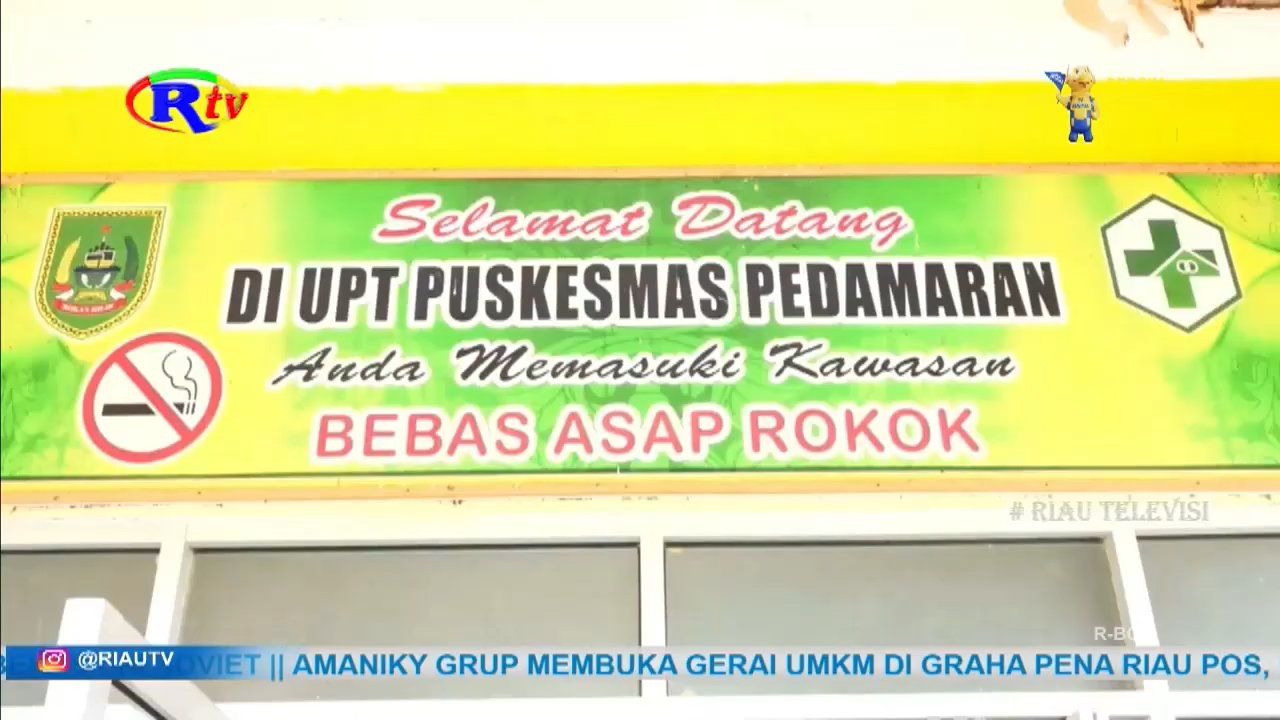 Rtv
Selamat Datang
DI UPT PUSKESMAS PEDAMARAN
Anda Memasuki Kawasan
BEBAS ASAP ROKOK
# RIAU TELEVISI
@RIAUTV
OVIET || AMANIKY GRUP MEMBUKA GERAI UMKM DI GRAHA PENA RIAU POS,